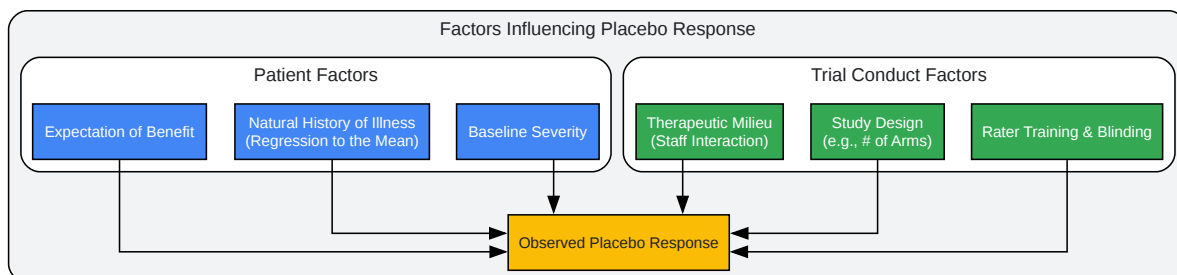 Factors Influencing Placebo Response
Patient Factors
Trial Conduct Factors
Expectation of Benefit
Natural History of Illness
(Regression to the Mean)
Baseline Severity
Therapeutic Milieu
(Staff Interaction)
Study Design
(e.g., # of Arms)
Rater Training & Blinding
Observed Placebo Response